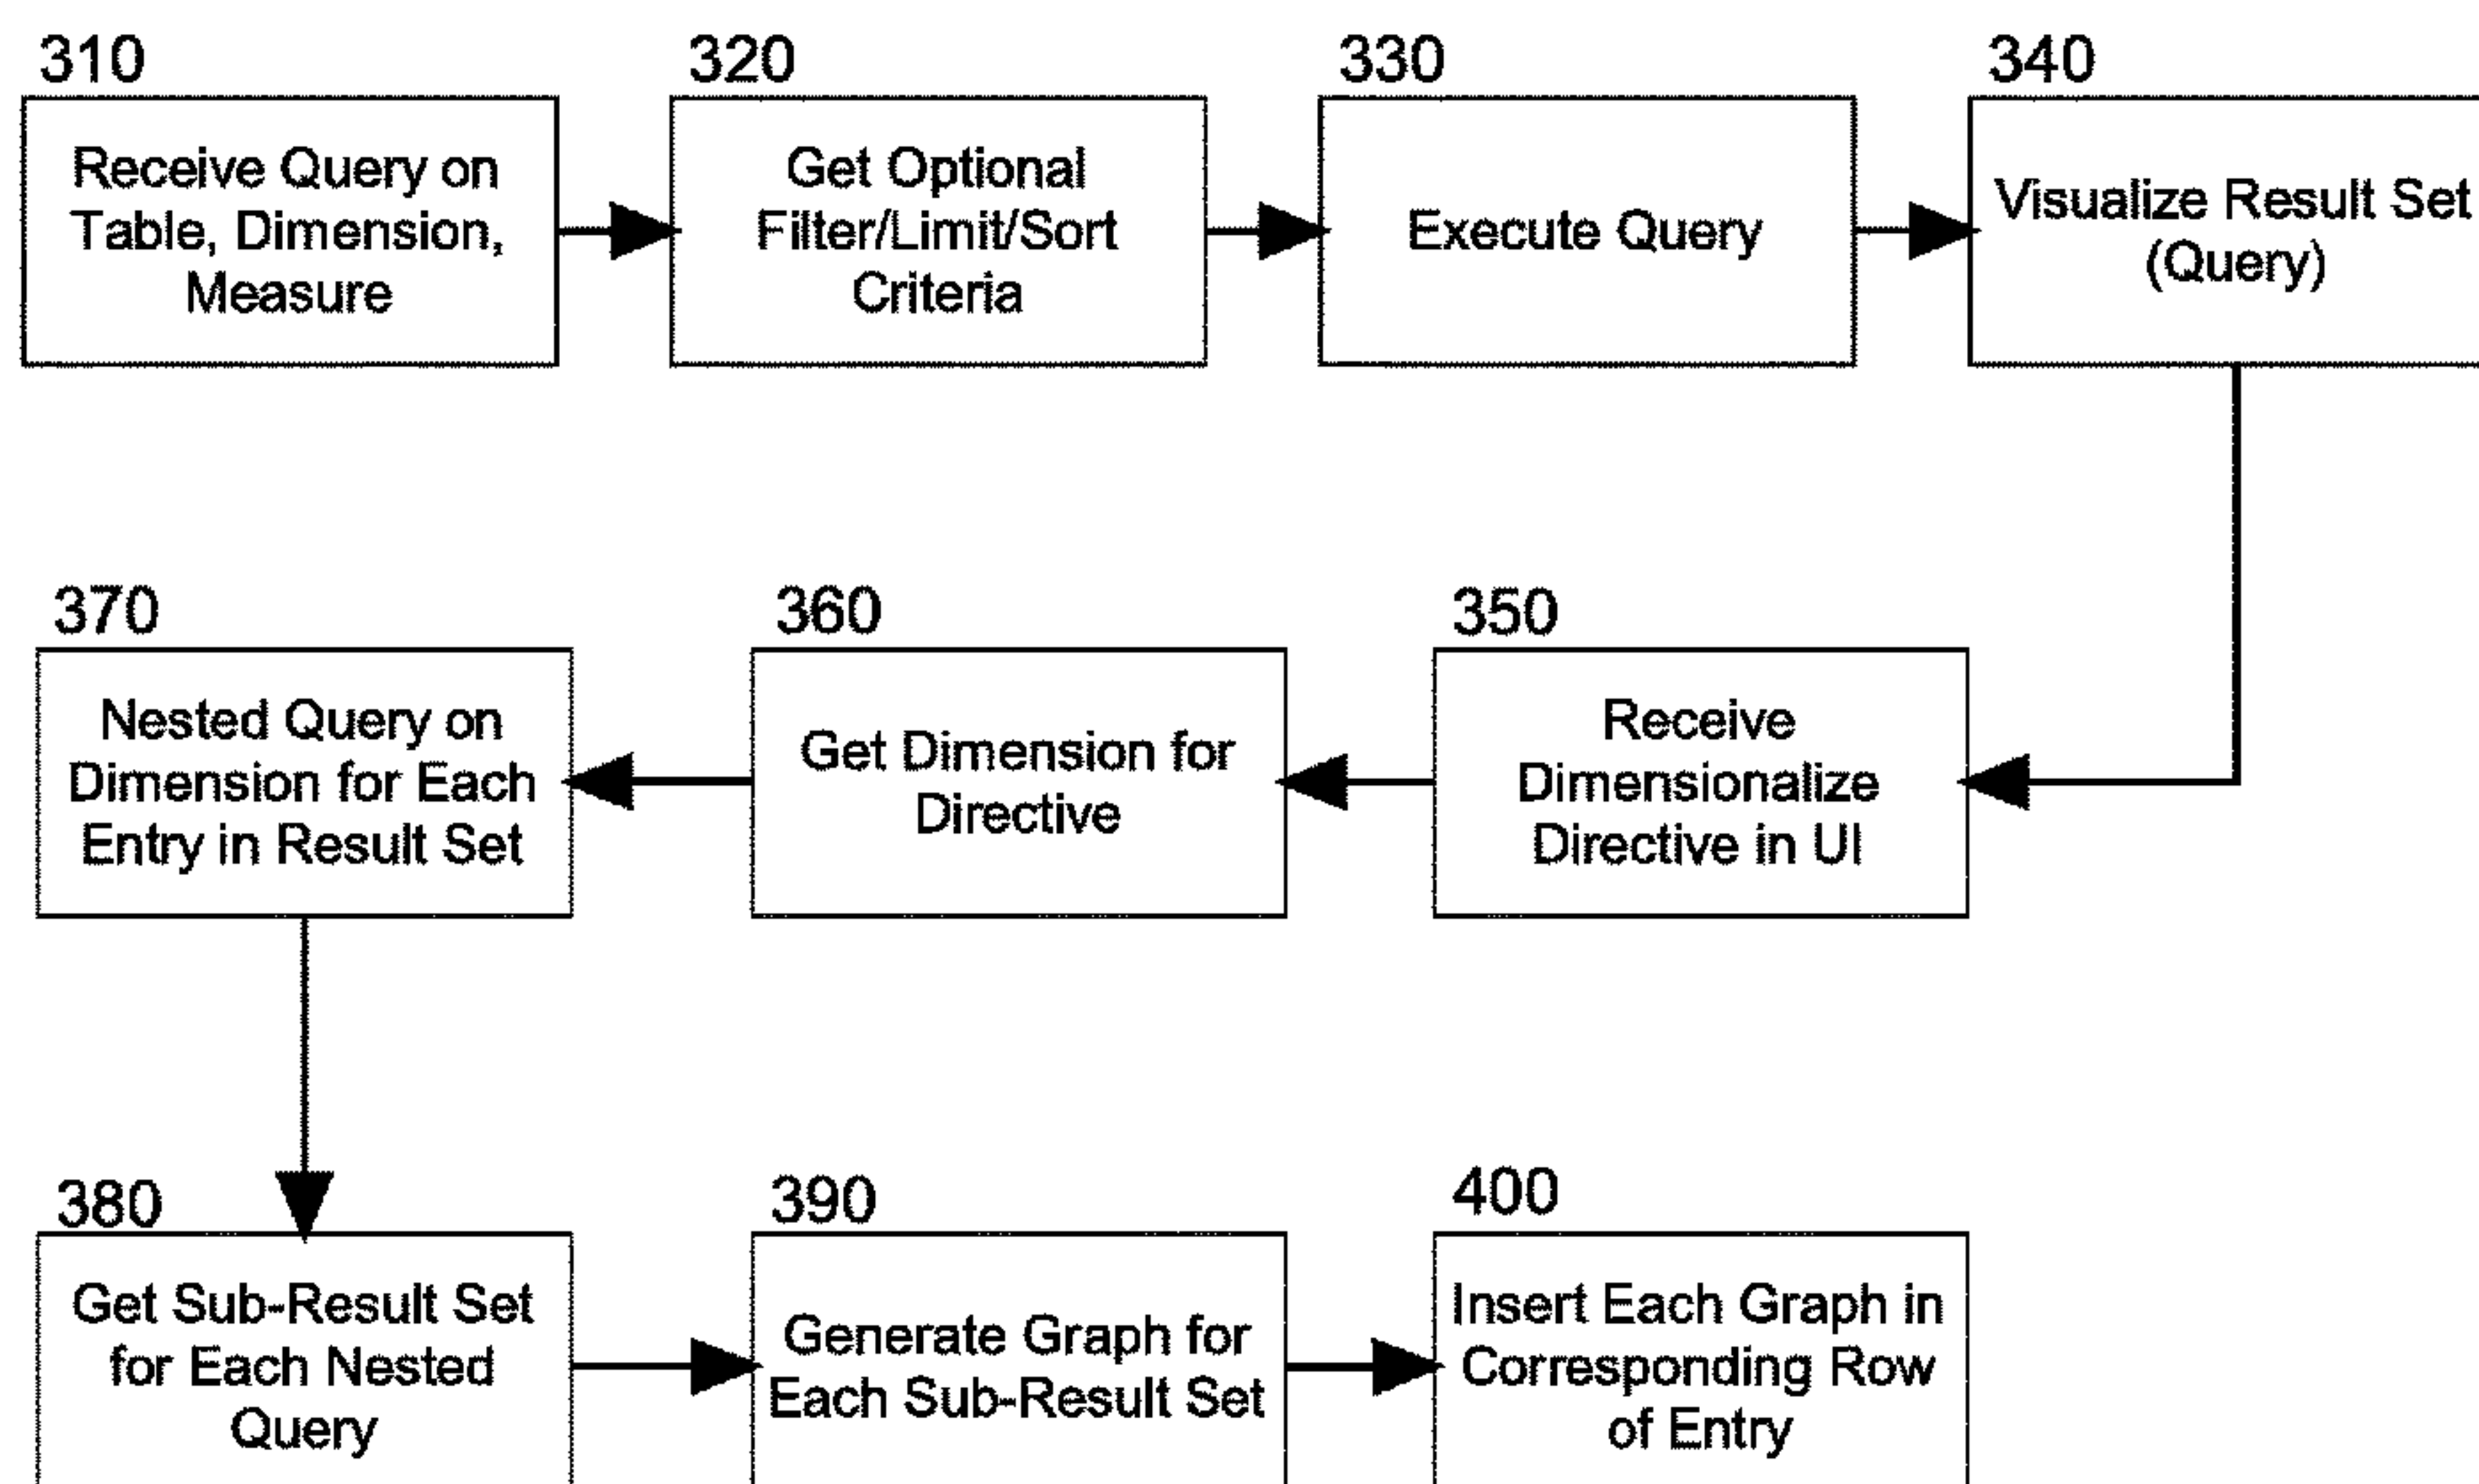 310
Receive Query on
Table, Dimension,
Measure
320
Get Optional
Filter/Limit/Sort
Criteria
330
Execute Query
340
Visualize Result Set
(Query)
350
Receive
Dimensionalize
Directive in UI
360
Get Dimension for
Directive
370
Nested Query on
Dimension for Each
Entry in Result Set
380
Get Sub-Result Set
for Each Nested
Query
390
Generate Graph for
Each Sub-Result Set
400
Insert Each Graph in
Corresponding Row
of Entry